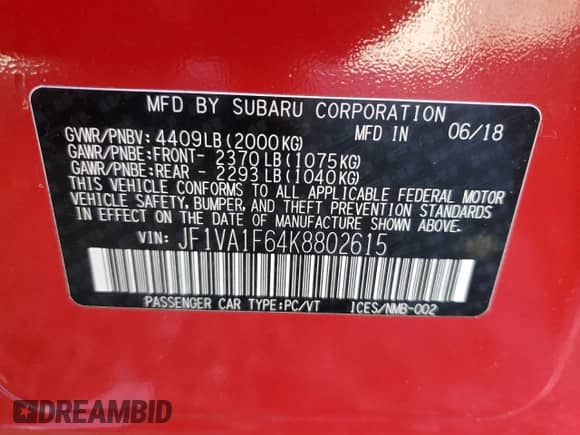 MFD BY SUBARU CORPORATION
GVWR/PNBV: 4409LB(2000KG) MFD IN 06/18
GAWR/PNBE:FRONT- 2370LB(1075KG)
GAWR/PNBE:REAR - 2293LB(1040KG)
THIS VEHICLE CONFORMS TO ALL APPLICABLE FEDERAL MOTOR
VEHICLE SAFETY, BUMPER, AND THEFT PREVENTION STANDARDS
IN EFFECT ON THE DATE OF MANUFACTURE SHOWN ABOVE.
VIN: JF1VA1F64K8802615
PASSENGER CAR TYPE:PC/VT ICES/NMB-002
DREAMBID